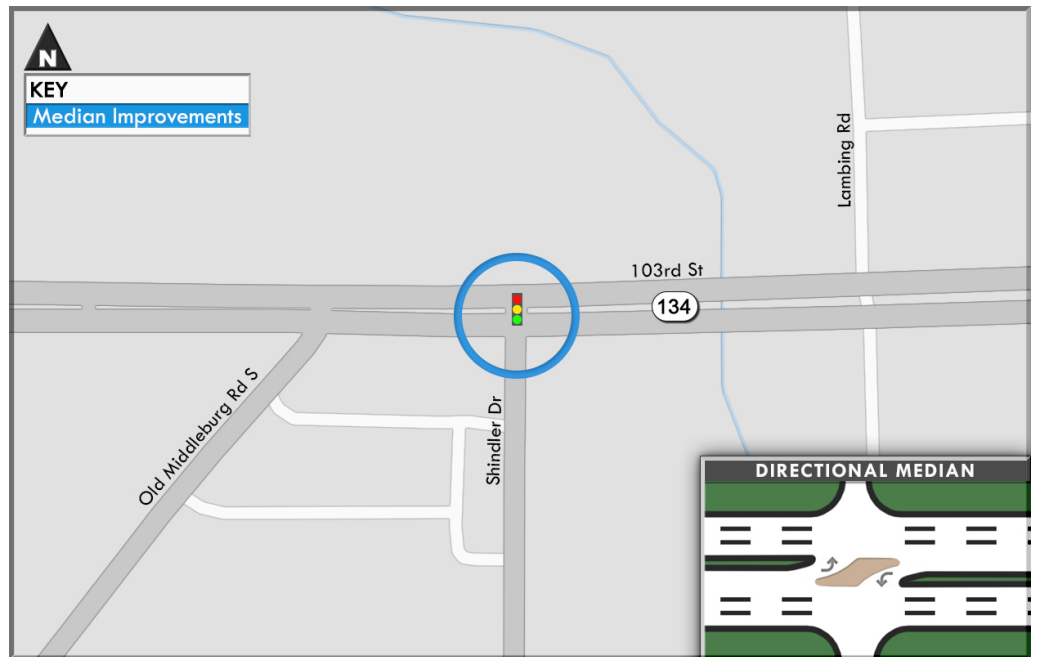 N
KEY
Median Improvements
Lambing Rd
103rd St
134
Old Middleburg Rd S
Shindler Dr
DIRECTIONAL MEDIAN